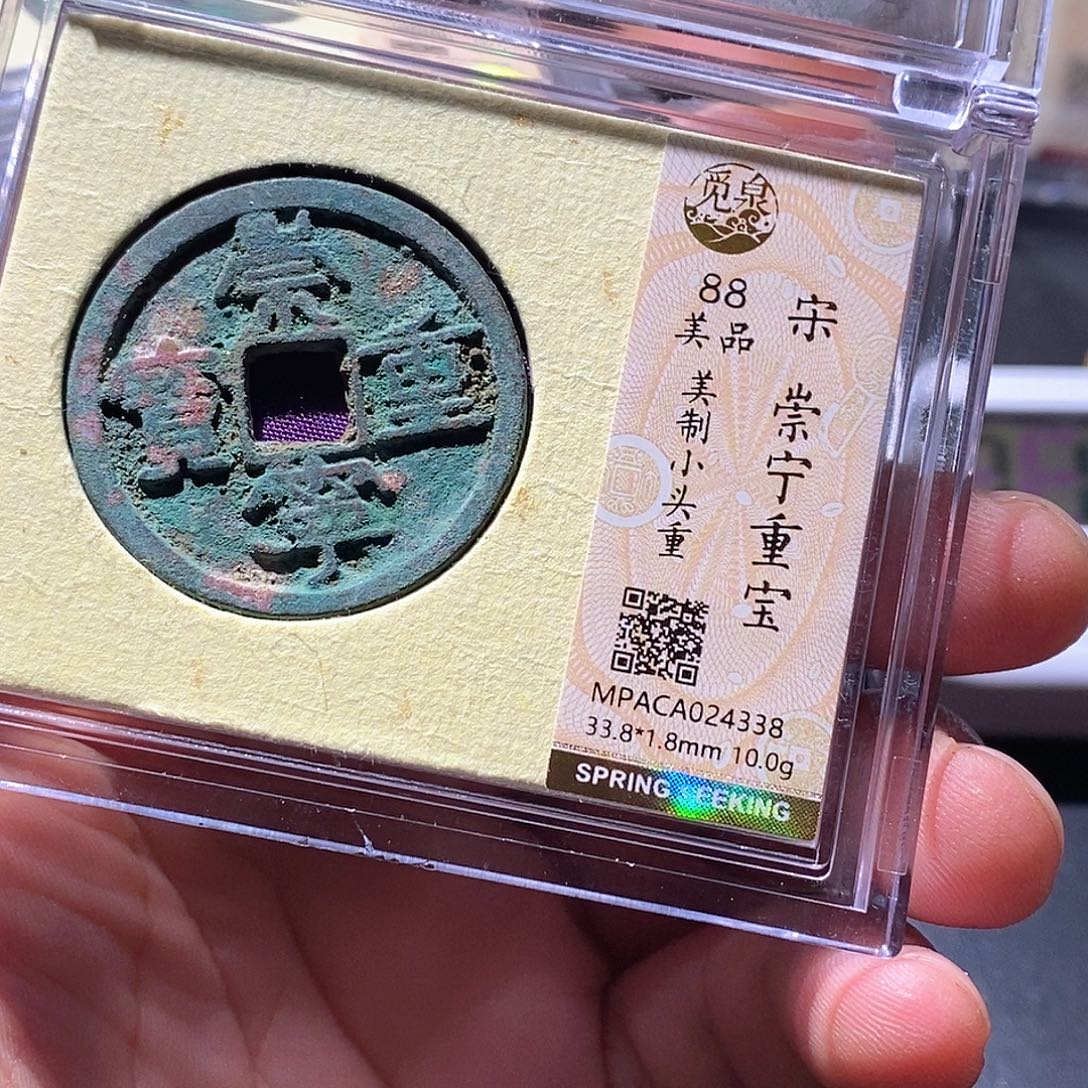 崇
重
寶
寧
觅泉
88
美品
美制小头重
宋 崇宁重宝
MPACA024338
33.8*1.8mm 10.0g
SPRING PEKING